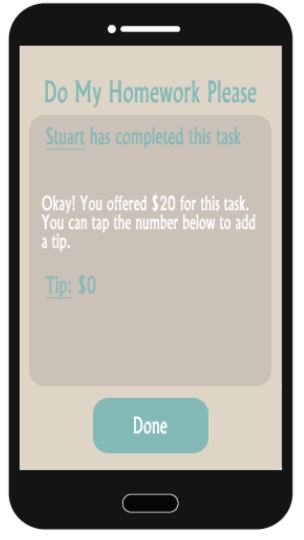 Do My Homework Please
Stuart has completed this task
Okay! You offered $20 for this task.
You can tap the number below to add
a tip.
Tip: $0
Done